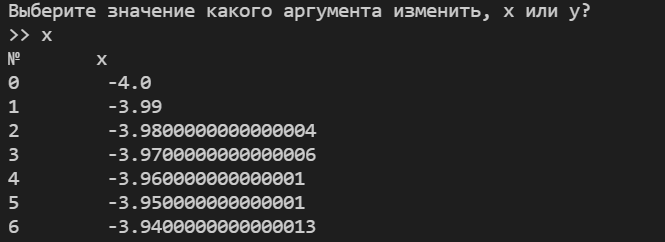 Выберите значение какого аргумента изменить, x или y?
>> x
№ x
0 -4.0
1 -3.99
2 -3.9800000000000004
3 -3.9700000000000006
4 -3.960000000000001
5 -3.950000000000001
6 -3.9400000000000013